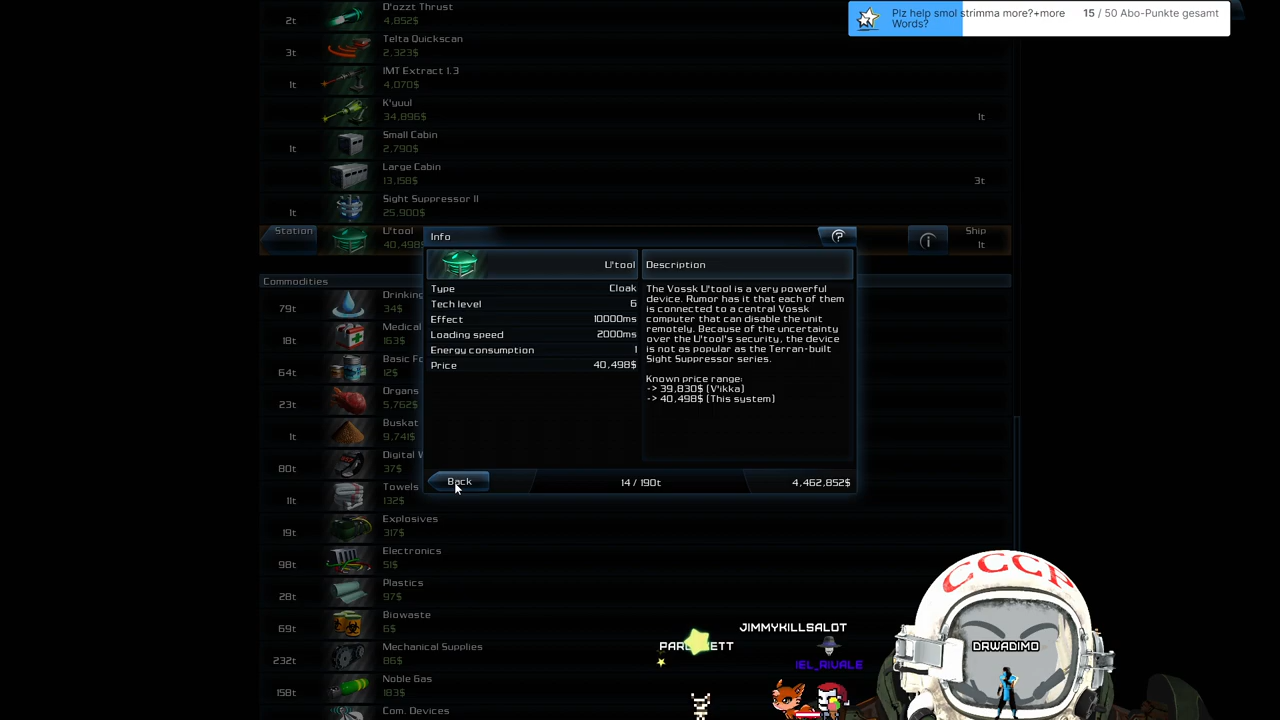 Plz help smol strimma more?+more
Words?
15 / 50 Abo-Punkte gesamt
2t
D'ozzt Thrust
4,852$
3t
Telta Quickscan
2,323$
1t
IMT Extract 1.3
4,070$
K'yuul
34,896$
1t
1t
Small Cabin
2,790$
Large Cabin
13,158$
3t
1t
Sight Suppressor II
25,900$
Station
U'tool
40,498$
Ship
1t
Info
U'tool
Type Cloak
Tech level 6
Effect 10000ms
Loading speed 2000ms
Energy consumption 1
Price 40,498$
Description
The Vossk U'tool is a very powerful
device. Rumor has it that each of them
is connected to a central Vossk
computer that can disable the unit
remotely. Because of the uncertainty
over the U'tool's security, the device
is not as popular as the Terran-built
Sight Suppressor series.
Known price range:
-> 39,830$ (V'ikka)
-> 40,498$ (This system)
Back
14 / 190t
4,462,852$
Commodities
79t
Drinking
34$
18t
Medical
163$
64t
Basic Fo
12$
23t
Organs
5,762$
1t
Buskat
9,741$
80t
Digital W
37$
11t
Towels
132$
19t
Explosives
317$
98t
Electronics
51$
28t
Plastics
97$
69t
Biowaste
6$
232t
Mechanical Supplies
86$
158t
Noble Gas
183$
Com. Devices
CCCP
JIMMYKILLSALOT
DRWADIMO
IEL_RIVALE